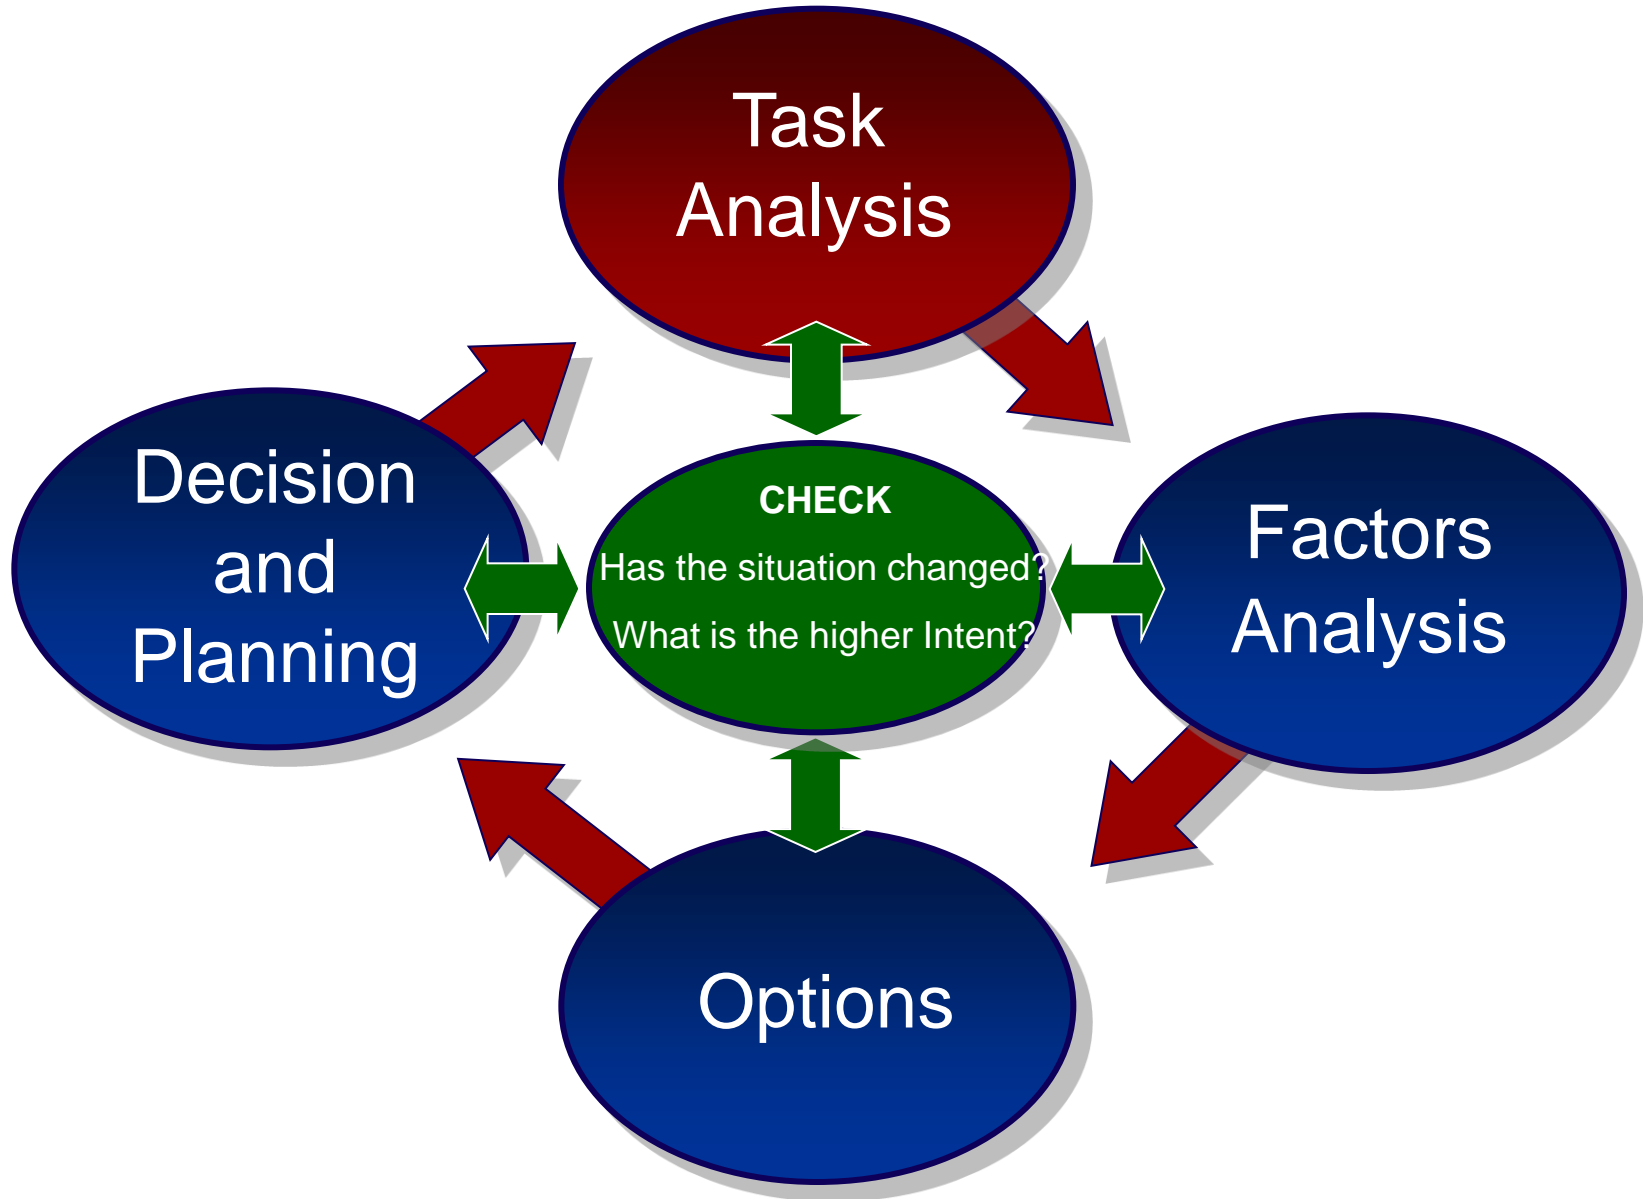 Task
Analysis
Decision
and
Planning
CHECK
Has the situation changed?
What is the higher Intent?
Factors
Analysis
Options